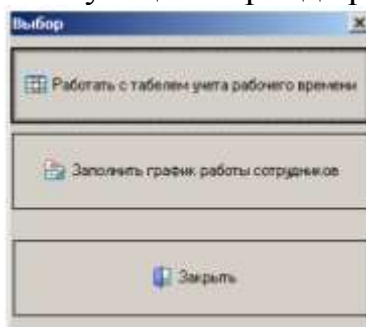 Выбор
Работать с табелем учета рабочего времени
Заполнить график работы сотрудников
Закрыть